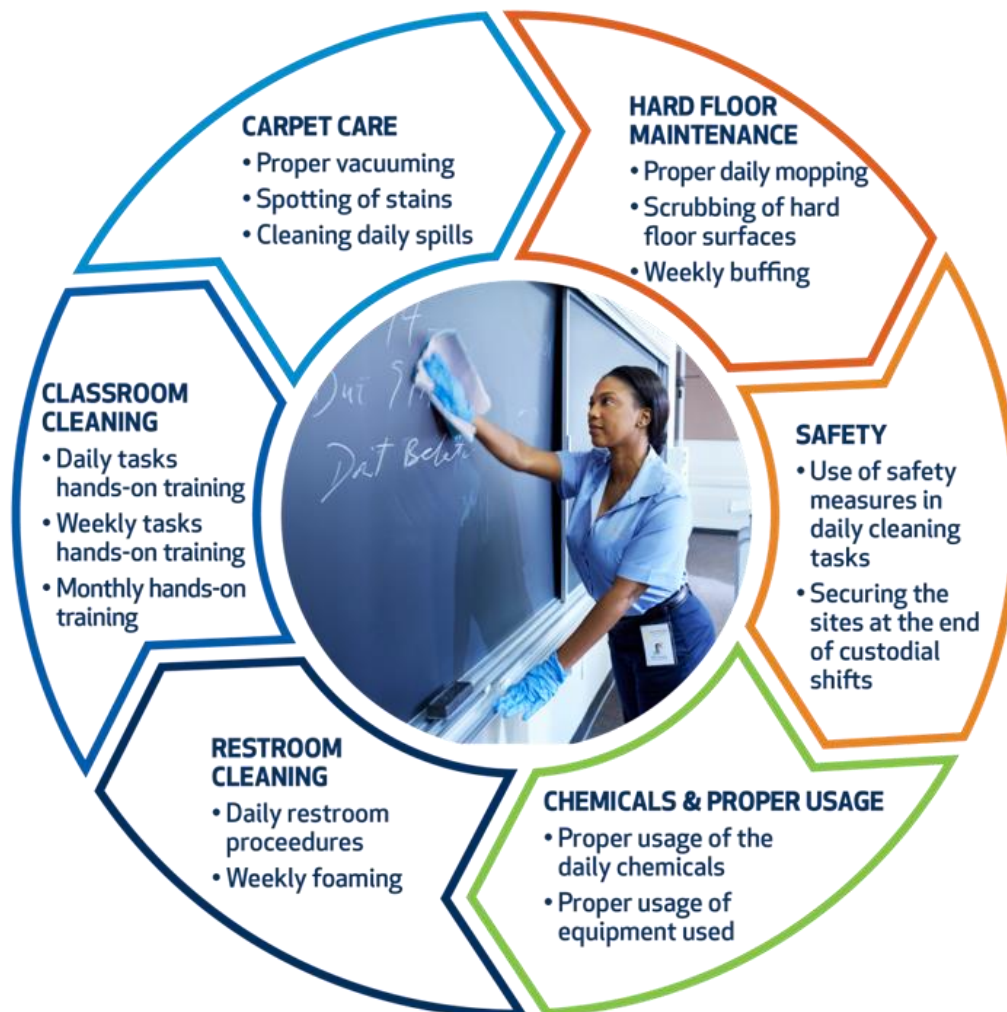 CARPET CARE
• Proper vacuuming
• Spotting of stains
• Cleaning daily spills
HARD FLOOR
MAINTENANCE
• Proper daily mopping
• Scrubbing of hard
floor surfaces
• Weekly buffing
SAFETY
• Use of safety
measures in
daily cleaning
tasks
• Securing the
sites at the end
of custodial
shifts
CHEMICALS & PROPER USAGE
• Proper usage of the
daily chemicals
• Proper usage of
equipment used
RESTROOM
CLEANING
• Daily restroom
proceedures
• Weekly foaming
CLASSROOM
CLEANING
• Daily tasks
hands-on training
• Weekly tasks
hands-on training
• Monthly hands-on
training
14